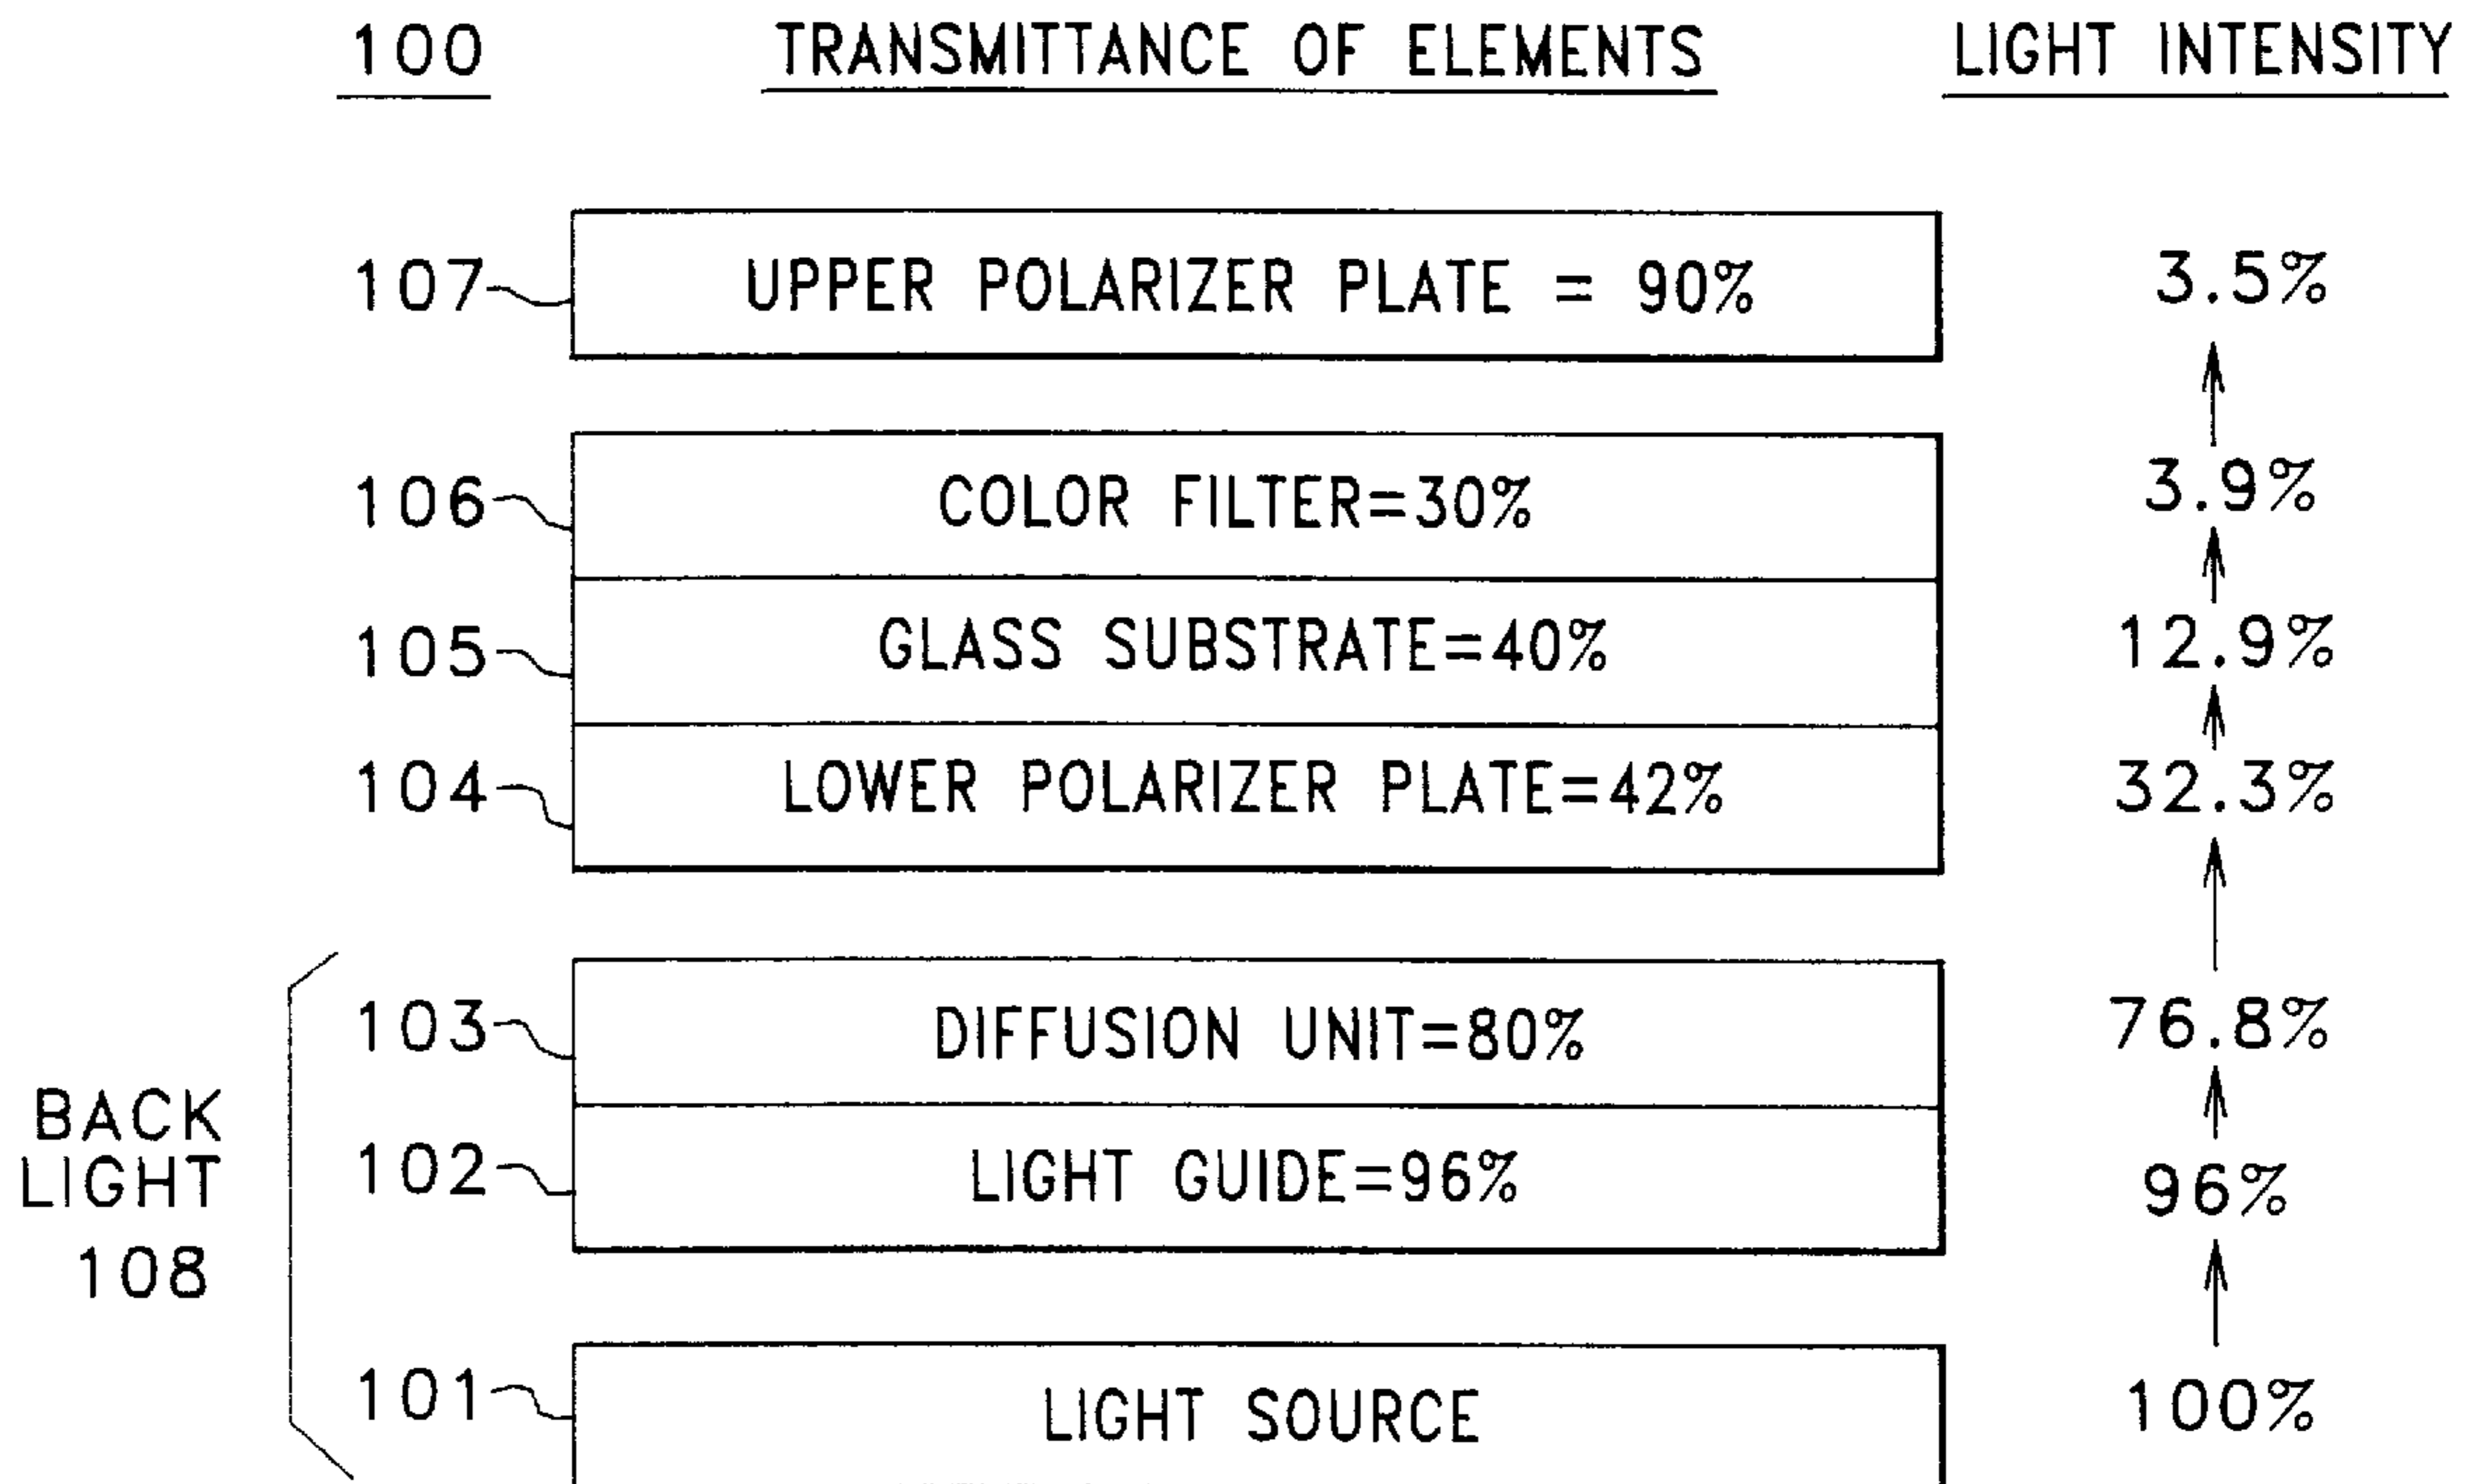 100 TRANSMITTANCE OF ELEMENTS LIGHT INTENSITY
107 UPPER POLARIZER PLATE = 90% 3.5%
106 COLOR FILTER=30% 3.9%
105 GLASS SUBSTRATE=40% 12.9%
104 LOWER POLARIZER PLATE=42% 32.3%
103 DIFFUSION UNIT=80% 76.8%
102 LIGHT GUIDE=96% 96%
BACK
LIGHT
108
101 LIGHT SOURCE 100%